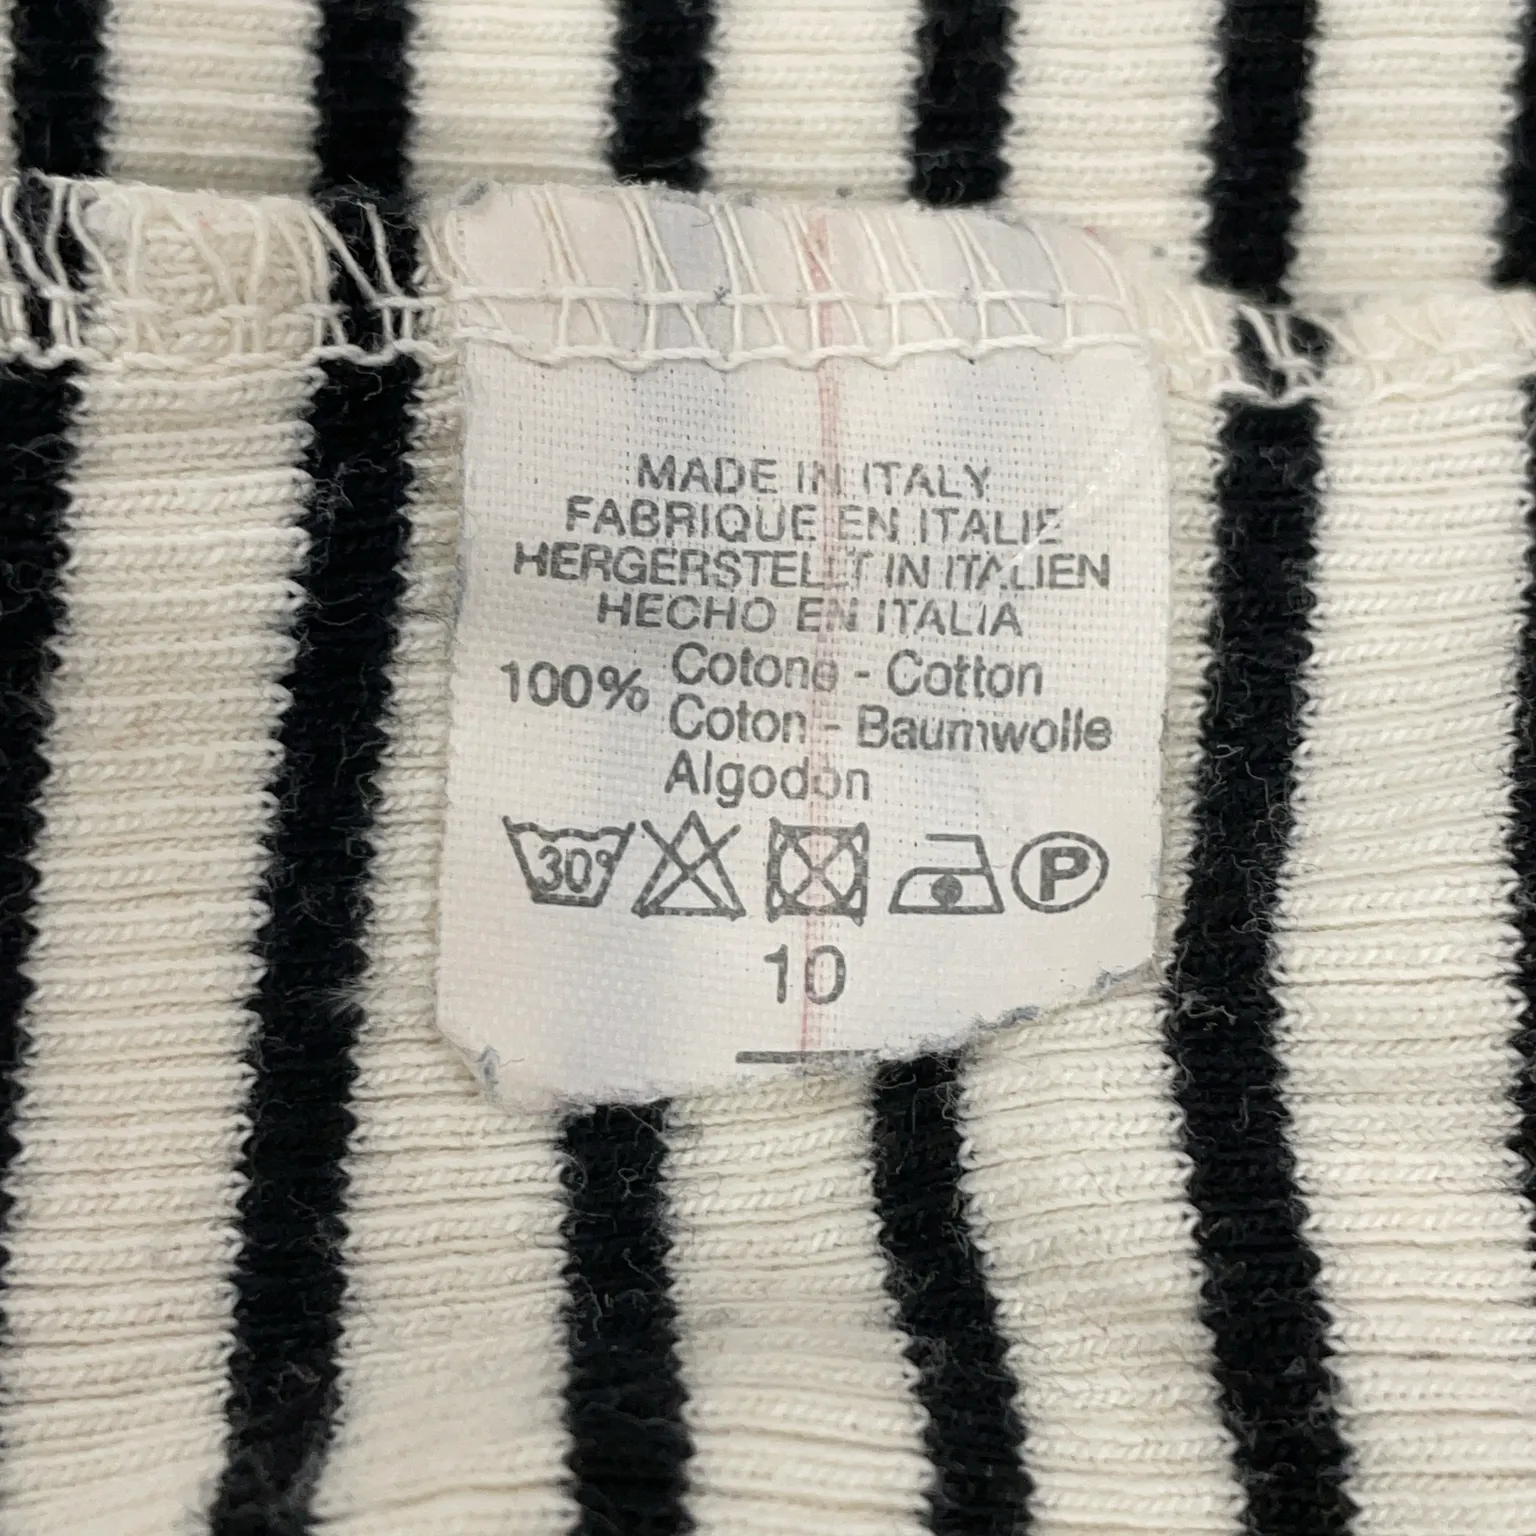 MADE IN ITALY
FABRIQUE EN ITALIE
HERGERSTELLT IN ITALIEN
HECHO EN ITALIA
100% Cotone - Cotton
Coton - Baumwolle
Algodón
30°
P
10